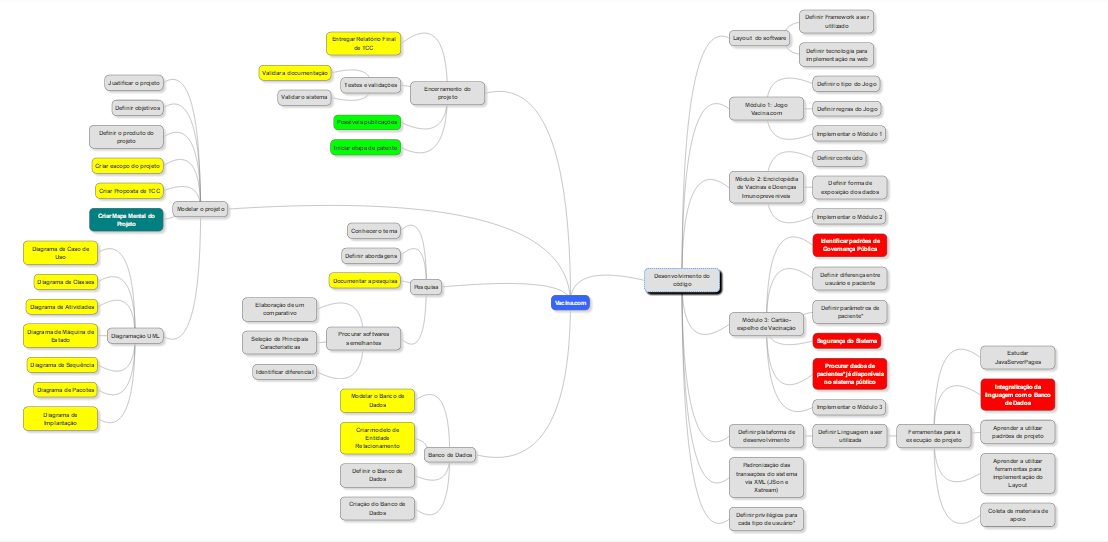 Entregar Relatório Final
de TCC
Validar a documentação
Testes e validações
Validar o sistema
Encerramento do
projeto
Possíveis publicações
Iniciar etapa de patente
Justificar o projeto
Definir objetivos
Definir o produto do
projeto
Criar escopo do projeto
Criar Proposta de TCC
Criar Mapa Mental do
Projeto
Modelar o projeto
Diagrama de Caso de
Uso
Diagrama de Classes
Diagrama de Atividades
Diagrama de Máquina de
Estado
Diagrama de Sequência
Diagrama de Pacotes
Diagrama de
Implantação
Diagramação UML
Conhecer o tema
Definir abordagens
Documentar a pesquisa
Pesquisa
Elaboração de um
comparativo
Seleção de Principais
Características
Identificar diferencial
Procurar softwares
semelhantes
Modelar o Banco de
Dados
Criar modelo de
Entidade
Relacionamento
Definir o Banco de
Dados
Criação do Banco de
Dados
Banco de Dados
Vacina.com
Desenvolvimento do
código
Layout do software
Definir Framework a ser
utilizado
Definir tecnologia para
implementação na web
Módulo 1: Jogo
Vacina.com
Definir o tipo do Jogo
Definir regras do Jogo
Implementar o Módulo 1
Módulo 2: Enciclopédia
de Vacinas e Doenças
Imunopreveníveis
Definir conteúdo
Definir forma de
exposição dos dados
Implementar o Módulo 2
Módulo 3: Cartão-
espelho de Vacinação
Identificar padrões de
Governança Pública
Definir diferença entre
usuário e paciente
Definir parâmetros de
paciente*
Segurança do Sistema
Procurar dados de
pacientes* já disponíveis
no sistema público
Implementar o Módulo 3
Definir plataforma de
desenvolvimento
Definir Linguagem a ser
utilizada
Ferramentas para a
execução do projeto
Estudar
JavaServerPages
Integralização da
linguagem com o Banco
de Dados
Aprender a utilizar
padrões de projeto
Aprender a utilizar
ferramentas para
implementação do
Layout
Coleta de materiais de
apoio
Padronização das
transações do sistema
via XML (JSon e
Xstream)
Definir privilégios para
cada tipo de usuário*